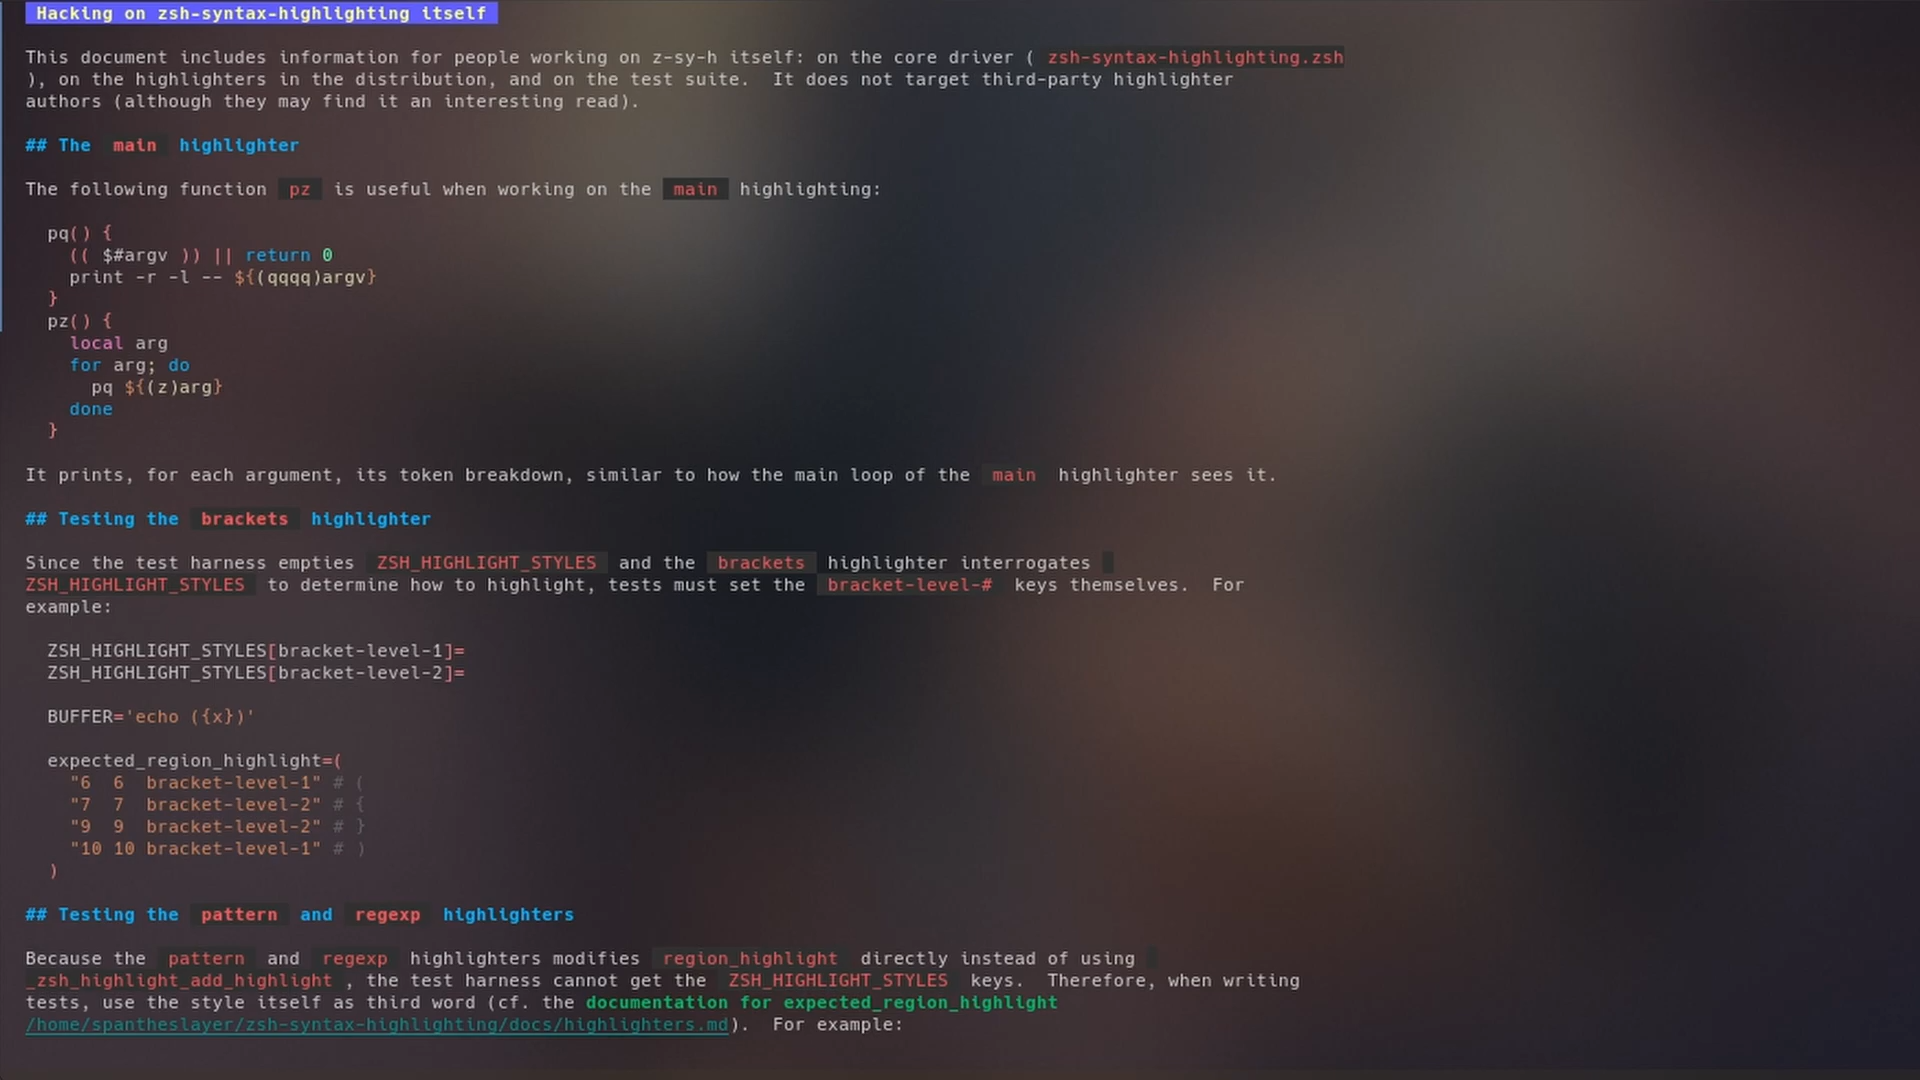 Hacking on zsh-syntax-highlighting itself
This document includes information for people working on z-sy-h itself: on the core driver ( zsh-syntax-highlighting.zsh
), on the highlighters in the distribution, and on the test suite.  It does not target third-party highlighter
authors (although they may find it an interesting read).
## The  main  highlighter
The following function  pz  is useful when working on the  main  highlighting:
pq() {
  (( $#argv )) || return 0
  print -r -l -- ${(qqqq)argv}
}
pz() {
  local arg
  for arg; do
    pq ${(z)arg}
  done
}
It prints, for each argument, its token breakdown, similar to how the main loop of the  main  highlighter sees it.
## Testing the  brackets  highlighter
Since the test harness empties  ZSH_HIGHLIGHT_STYLES  and the  brackets  highlighter interrogates
ZSH_HIGHLIGHT_STYLES  to determine how to highlight, tests must set the  bracket-level-#  keys themselves.  For
example:
ZSH_HIGHLIGHT_STYLES[bracket-level-1]=
ZSH_HIGHLIGHT_STYLES[bracket-level-2]=
BUFFER='echo ({x})'
expected_region_highlight=(
  "6  6  bracket-level-1" # (
  "7  7  bracket-level-2" # {
  "9  9  bracket-level-2" # }
  "10 10 bracket-level-1" # )
)
## Testing the  pattern  and  regexp  highlighters
Because the  pattern  and  regexp  highlighters modifies  region_highlight  directly instead of using
_zsh_highlight_add_highlight , the test harness cannot get the  ZSH_HIGHLIGHT_STYLES  keys.  Therefore, when writing
tests, use the style itself as third word (cf. the documentation for expected_region_highlight
/home/spantheslayer/zsh-syntax-highlighting/docs/highlighters.md).  For example: